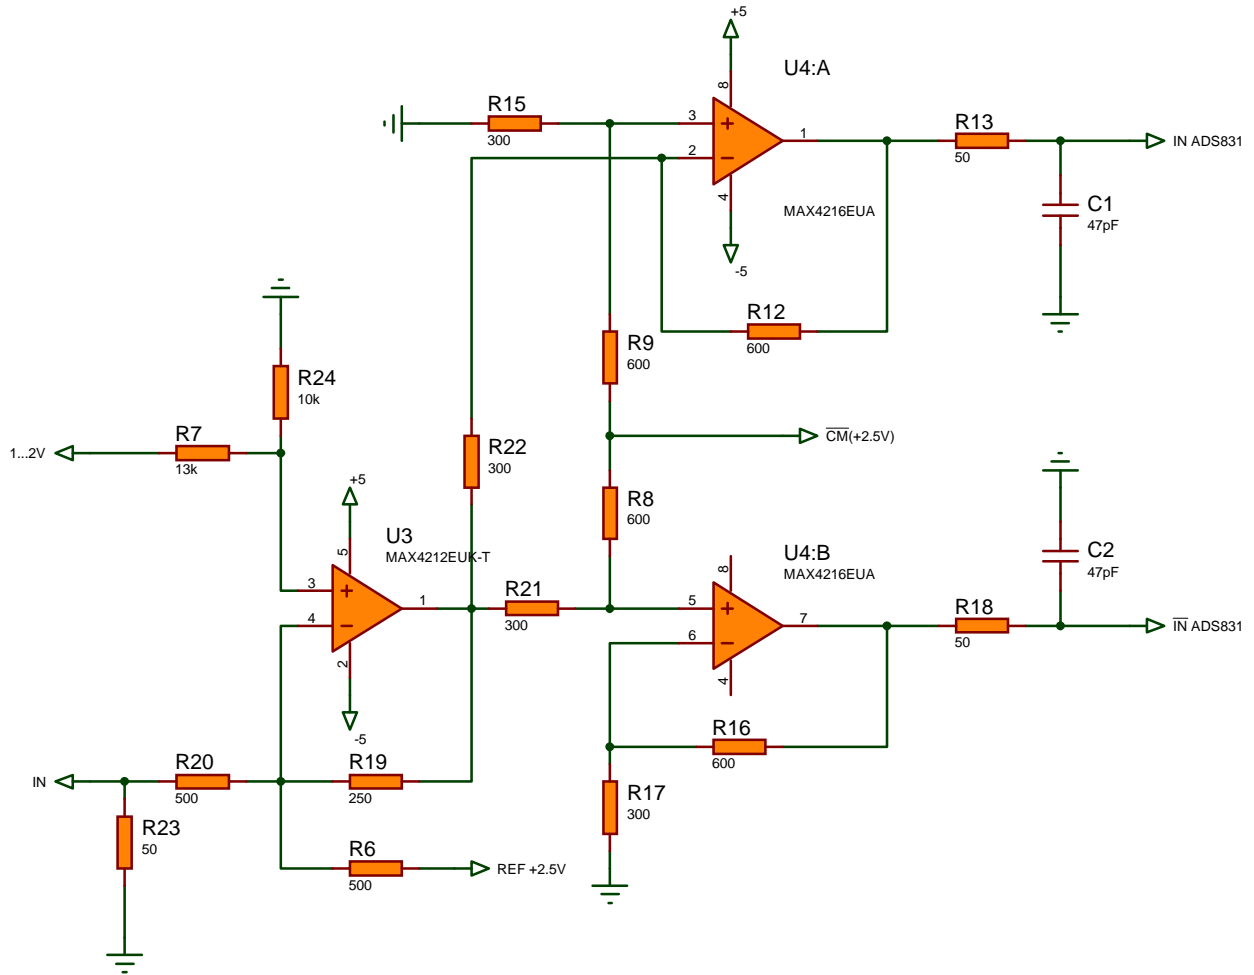 +5
U4:A
8
R15
300
3
+
2
−
1
4
MAX4216EUA
-5
R13
50
IN ADS831
C1
47pF
R12
600
R9
600
R24
10k
R7
13k
1...2V
R22
300
CM(+2.5V)
R8
600
+5
5
U3
MAX4212EUK-T
3
+
4
−
1
2
-5
R21
300
U4:B
MAX4216EUA
8
5
+
6
−
7
4
C2
47pF
R18
50
IN ADS831
R16
600
R17
300
IN
R20
500
R19
250
R23
50
R6
500
REF +2.5V